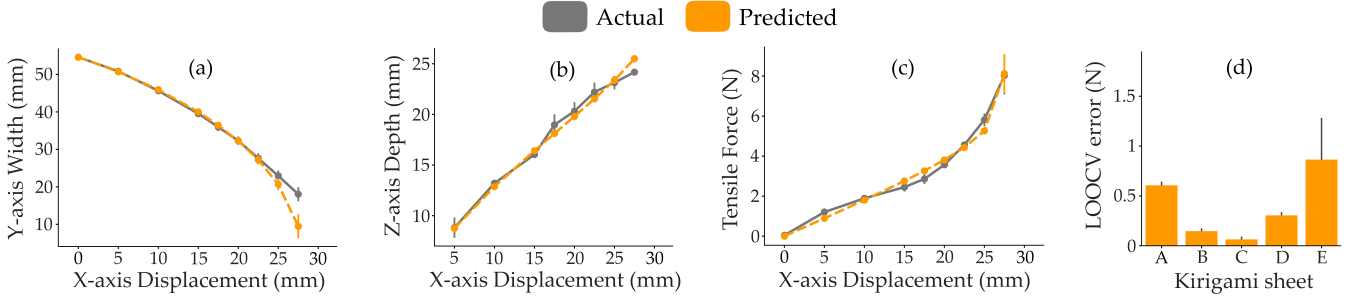 Actual Predicted
(a)
Y-axis Width (mm)
50
40
30
20
10
0 5 10 15 20 25 30
X-axis Displacement (mm)
(b)
Z-axis Depth (mm)
25
20
15
10
5 10 15 20 25 30
X-axis Displacement (mm)
(c)
Tensile Force (N)
8
6
4
2
0
0 5 10 15 20 25 30
X-axis Displacement (mm)
(d)
LOOCV error (N)
1.5
1
0.5
0
A B C D E
Kirigami sheet